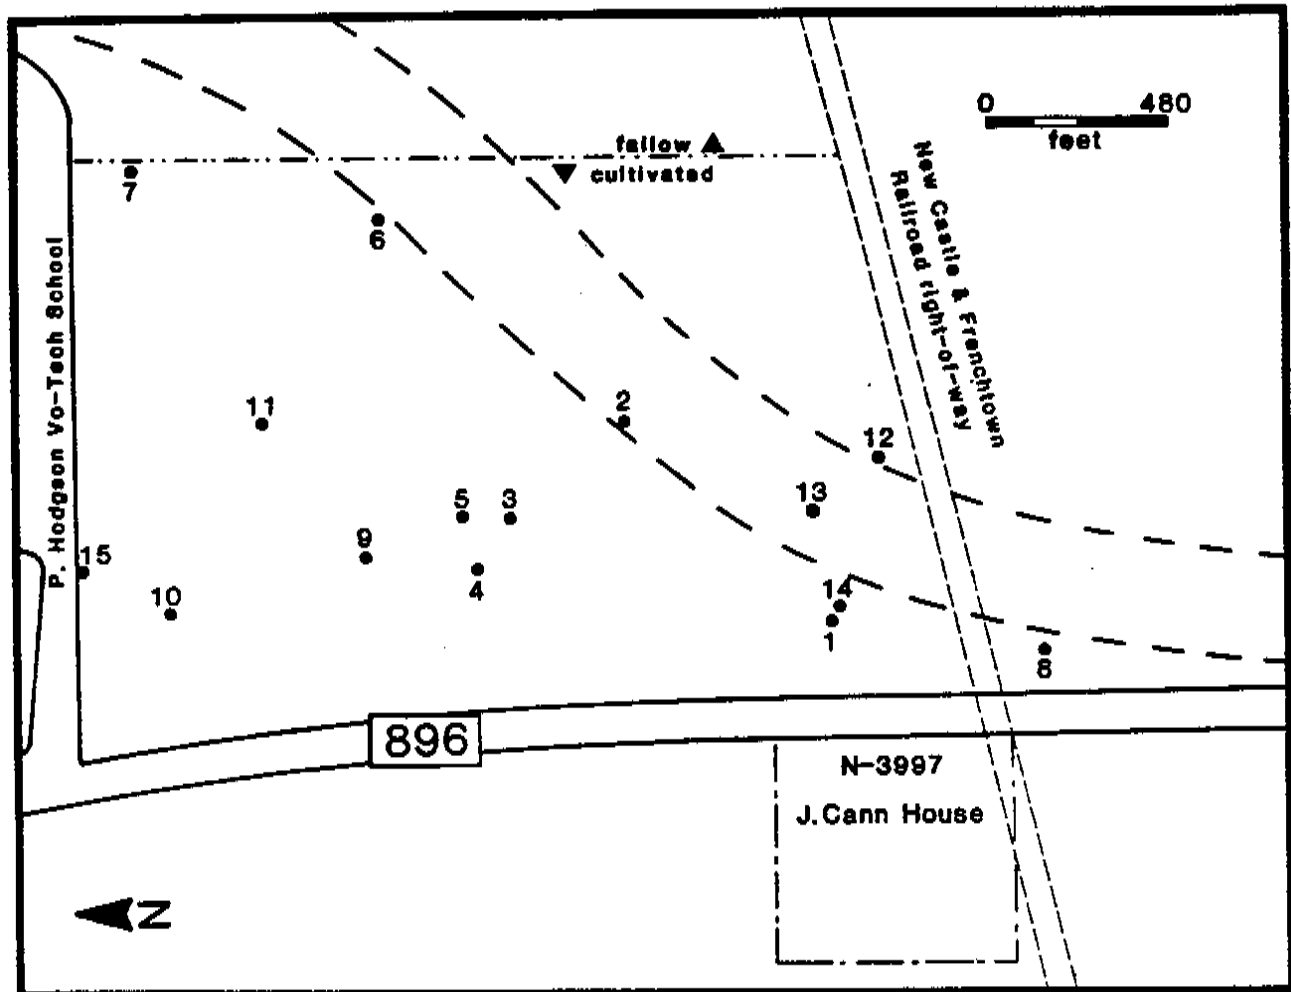 0 480
feet
fallow
cultivated
New Castle & Frenchtown
Railroad right-of-way
P. Hodgson Vo-Tech School
7
6
11
2
12
5
3
13
9
4
15
10
14
1
8
896
N-3997
J. Cann House
N